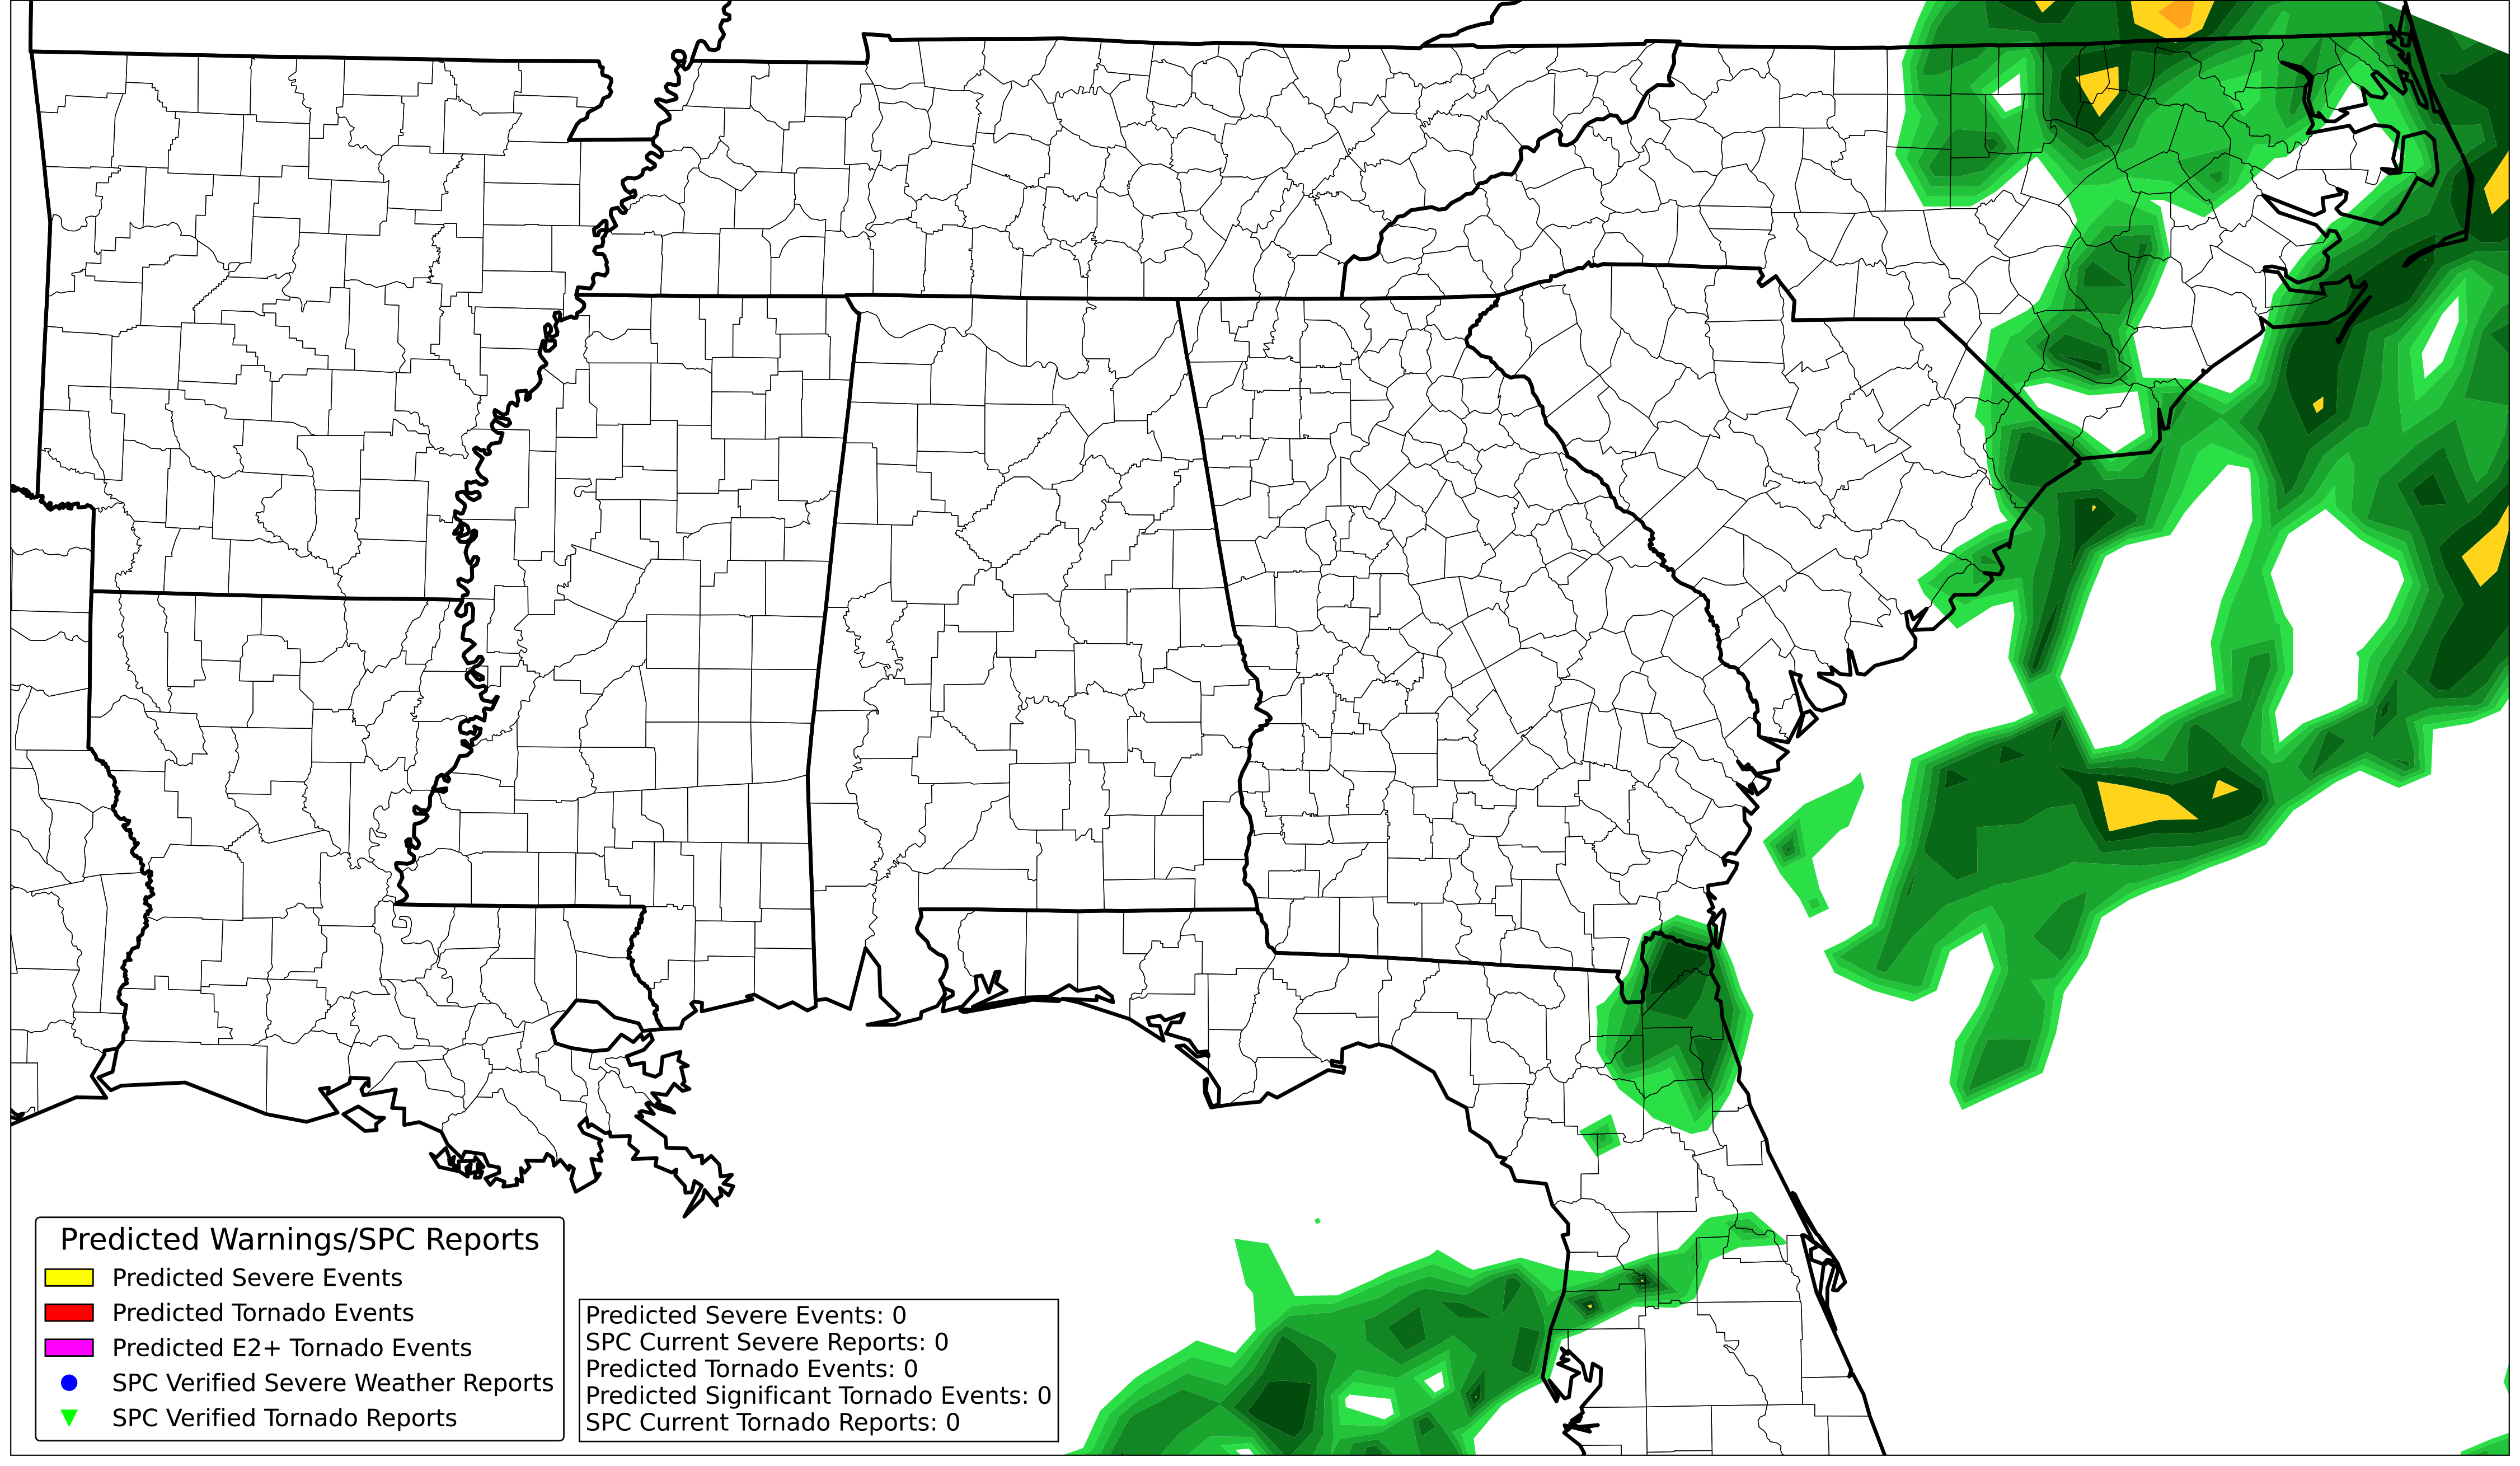 Predicted Warnings/SPC Reports
Predicted Severe Events
Predicted Tornado Events
Predicted E2+ Tornado Events
SPC Verified Severe Weather Reports
SPC Verified Tornado Reports
Predicted Severe Events: 0
SPC Current Severe Reports: 0
Predicted Tornado Events: 0
Predicted Significant Tornado Events: 0
SPC Current Tornado Reports: 0